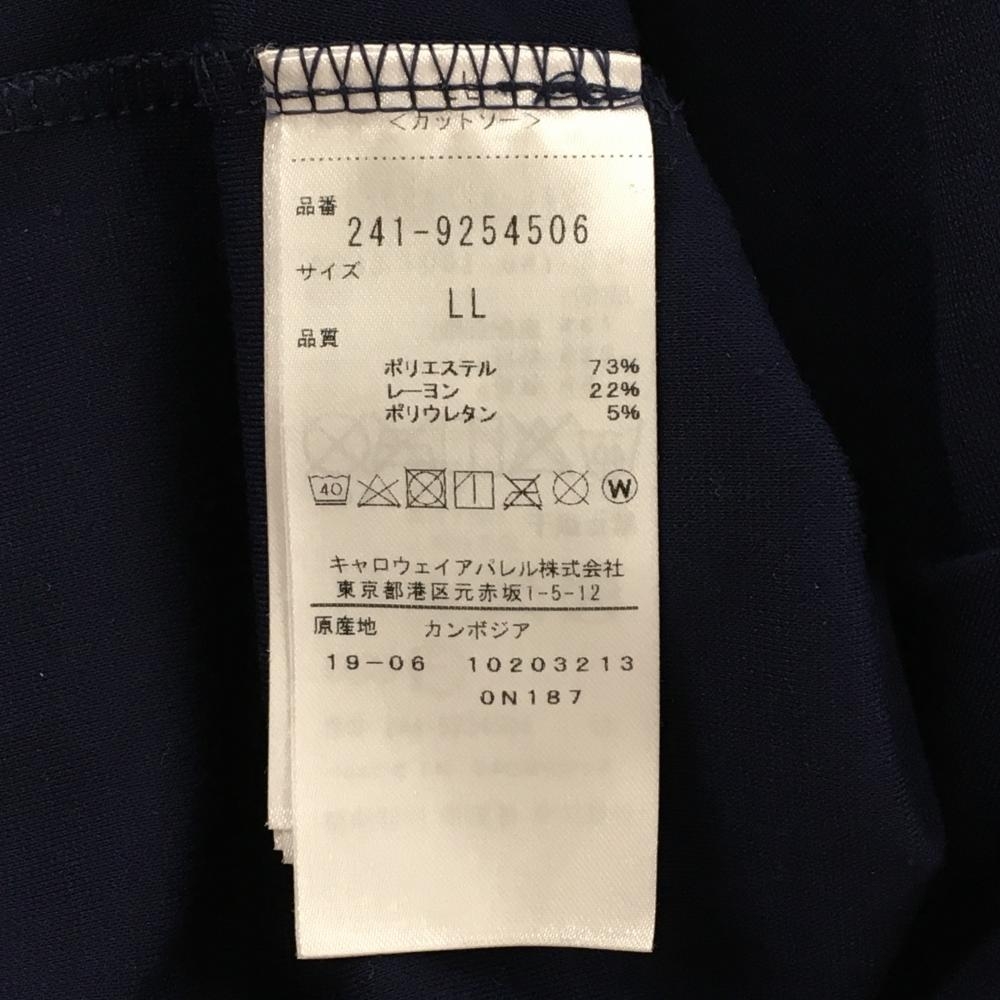 <カットソー>
品番
241-9254506
サイズ
LL
品質
ポリエステル 73%
レーヨン 22%
ポリウレタン 5%
40 W
キャロウェイアパレル株式会社
東京都港区元赤坂1-5-12
原産地 カンボジア
19-06 10203213
0N187